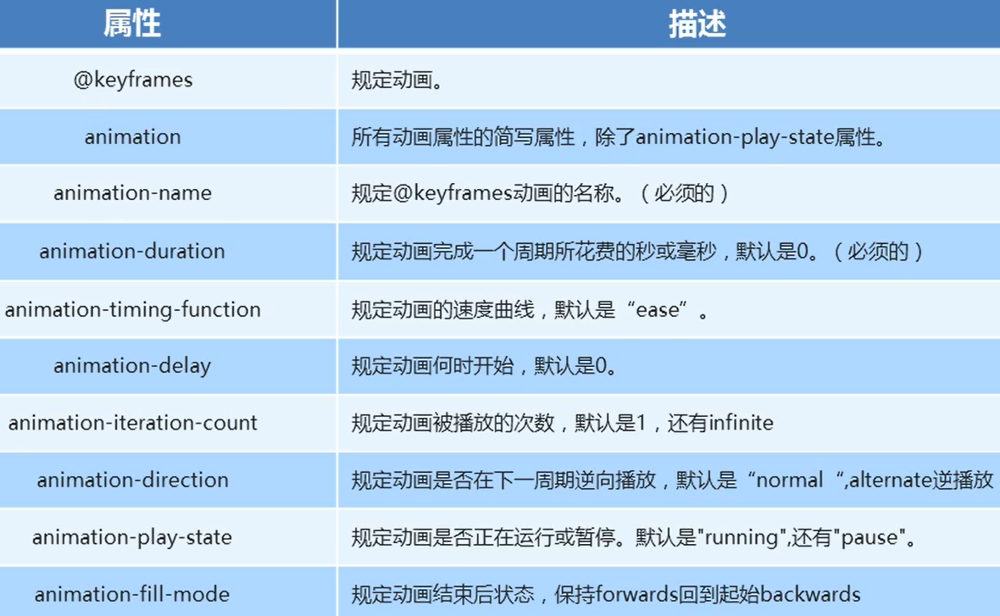 属性 描述
@keyframes 规定动画。
animation 所有动画属性的简写属性，除了animation-play-state属性。
animation-name 规定@keyframes动画的名称。（必须的）
animation-duration 规定动画完成一个周期所花费的秒或毫秒，默认是0。（必须的）
animation-timing-function 规定动画的速度曲线，默认是“ease”。
animation-delay 规定动画何时开始，默认是0。
animation-iteration-count 规定动画被播放的次数，默认是1，还有infinite
animation-direction 规定动画是否在下一周期逆向播放，默认是“normal “,alternate逆播放
animation-play-state 规定动画是否正在运行或暂停。默认是"running",还有"pause"。
animation-fill-mode 规定动画结束后状态，保持forwards回到起始backwards